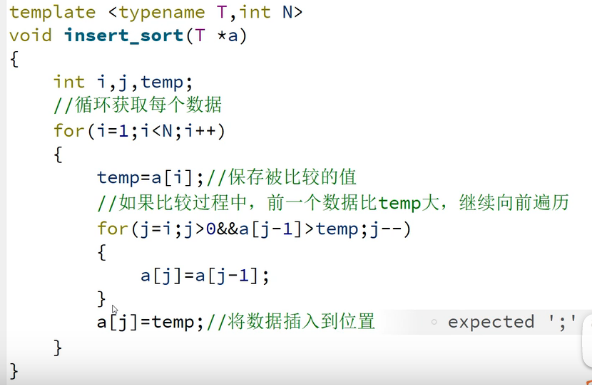 template <typename T,int N>
void insert_sort(T *a)
{
    int i,j,temp;
    //循环获取每个数据
    for(i=1;i<N;i++)
    {
        temp=a[i];//保存被比较的值
        //如果比较过程中，前一个数据比temp大，继续向前遍历
        for(j=i;j>0&&a[j-1]>temp;j--)
        {
            a[j]=a[j-1];
        }
        a[j]=temp;//将数据插入到位置 expected ';'
    }
}